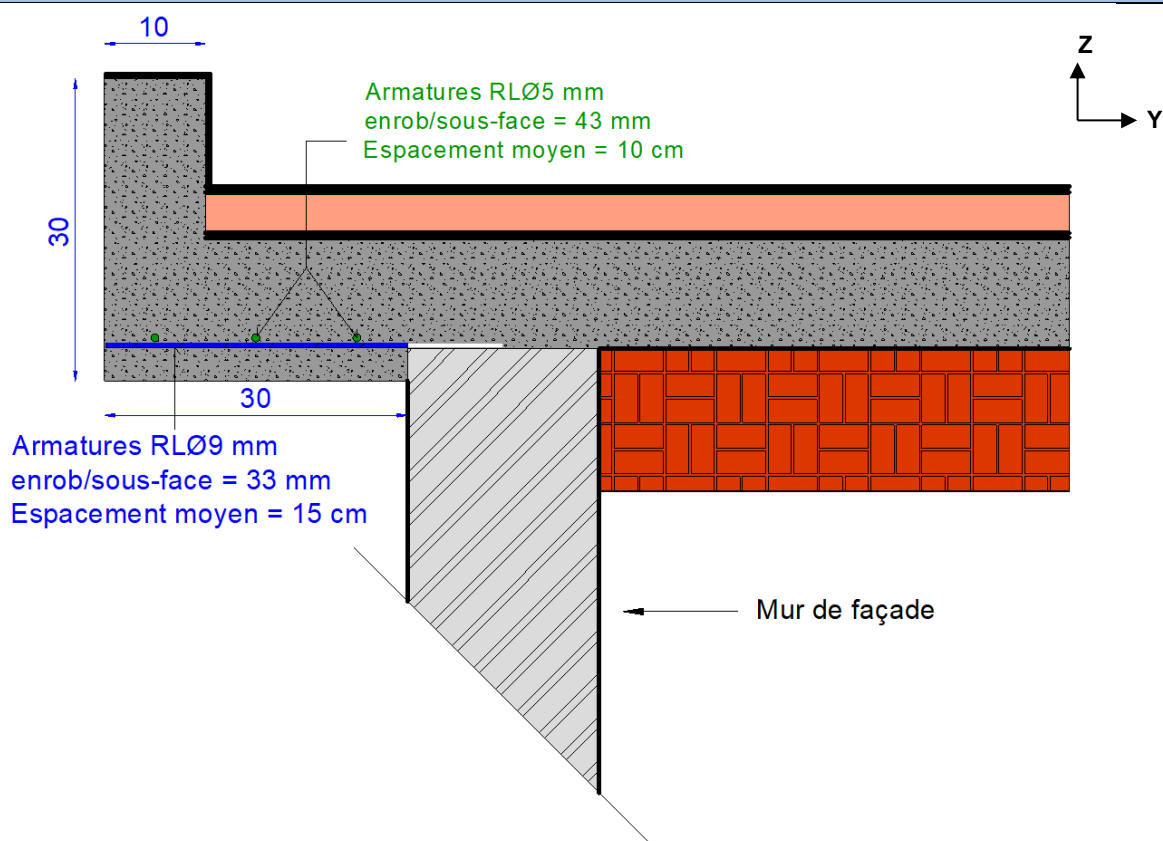 10
Z
Armatures RLØ5 mm
enrob/sous-face = 43 mm
Espacement moyen = 10 cm
Y
30
30
Armatures RLØ9 mm
enrob/sous-face = 33 mm
Espacement moyen = 15 cm
Mur de façade